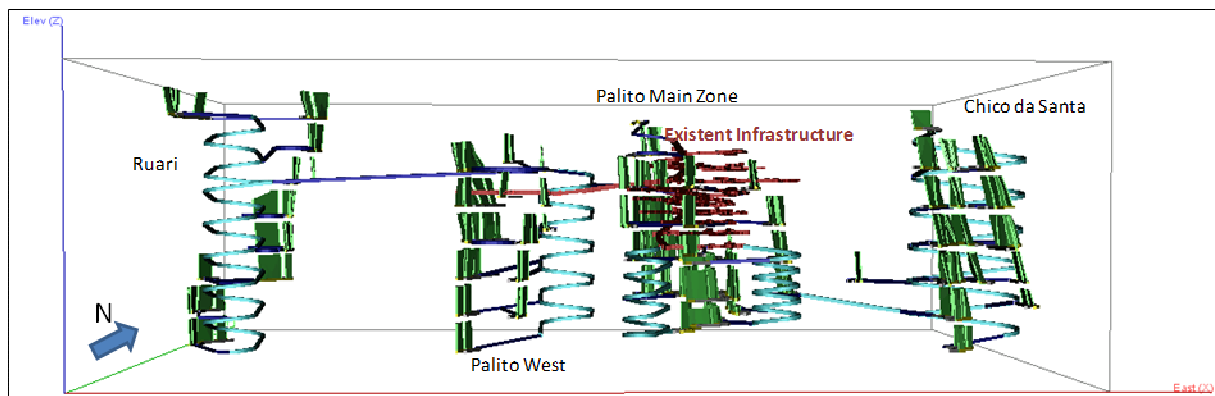 Elev (Z)
Palito Main Zone
Chico da Santa
Existent Infrastructure
Ruari
N
Palito West
East (X)